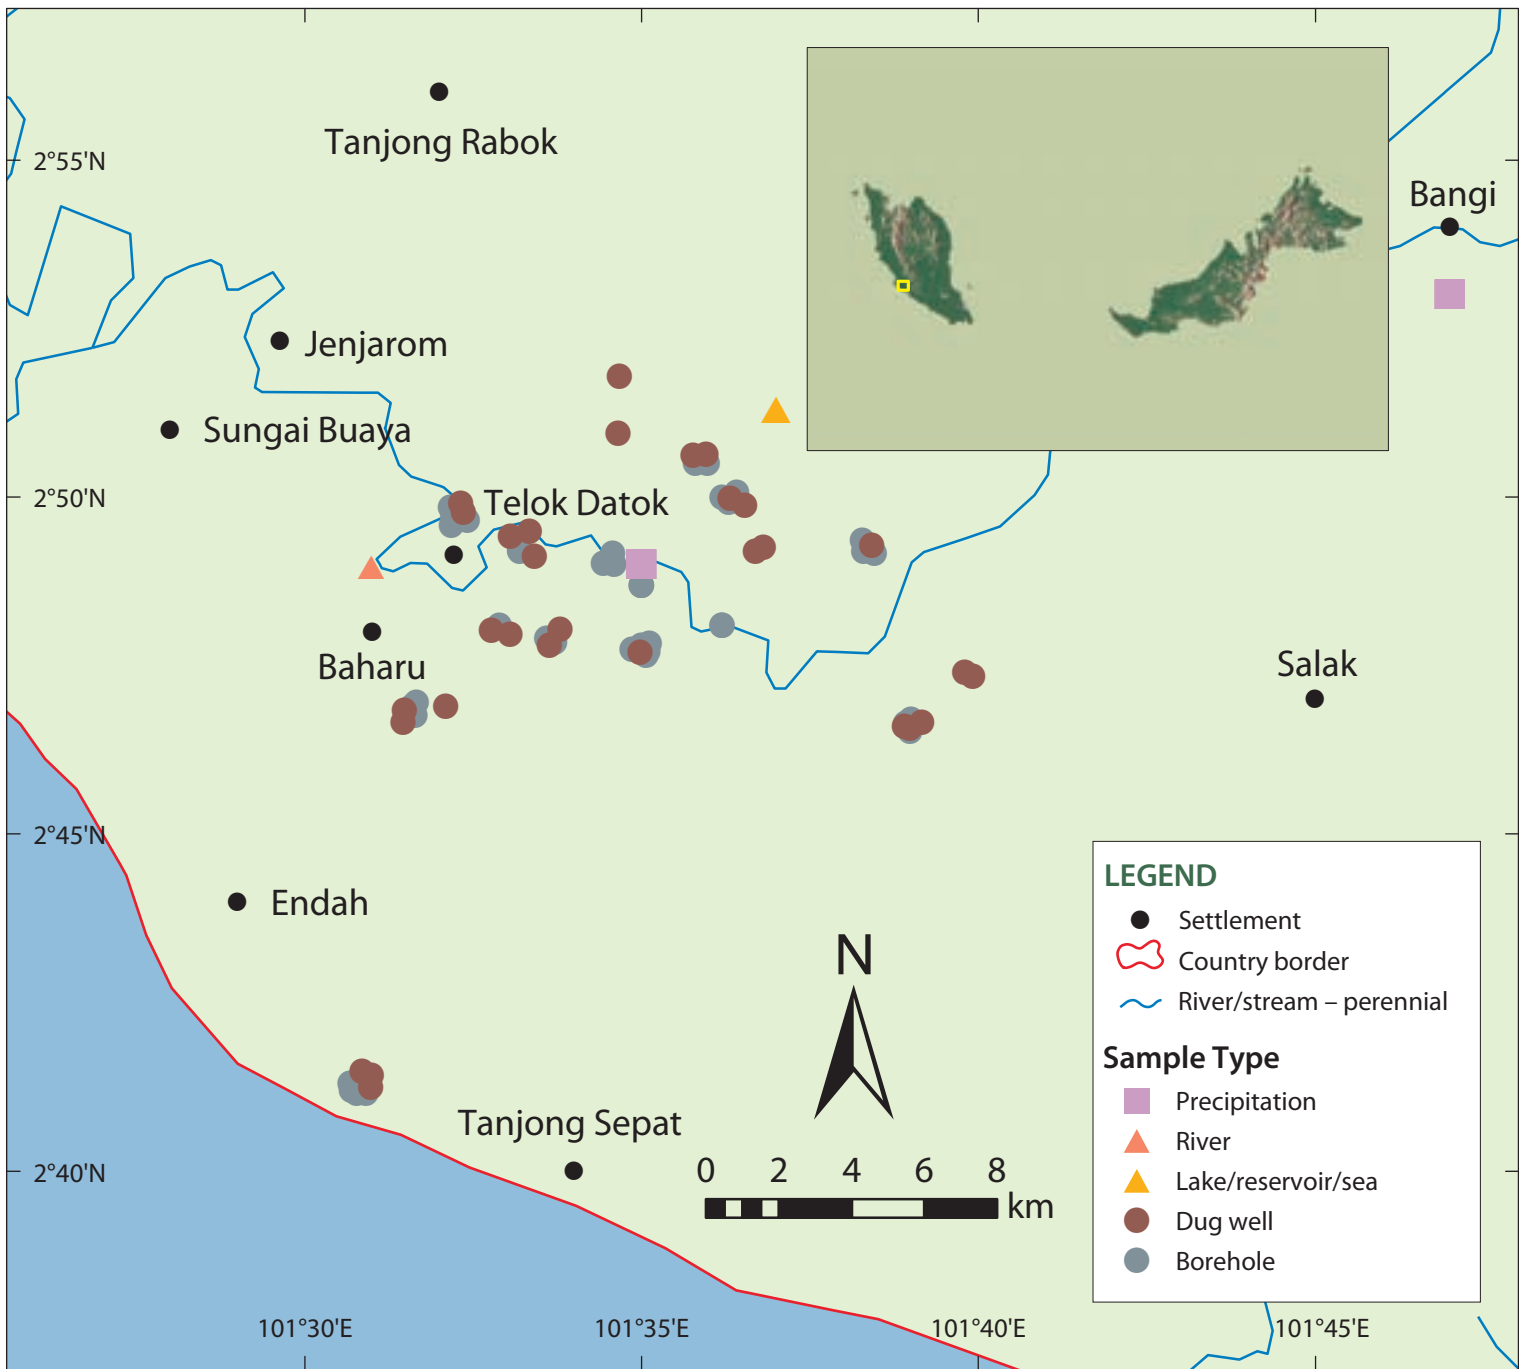 Tanjong Rabok
2°55'N
Bangi
Jenjarom
Sungai Buaya
2°50'N
Telok Datok
Baharu
Salak
2°45'N
LEGEND
Settlement
Country border
River/stream – perennial
Sample Type
Precipitation
River
Lake/reservoir/sea
Dug well
Borehole
Endah
N
Tanjong Sepat
0 2 4 6 8
km
2°40'N
101°30'E 101°35'E 101°40'E 101°45'E